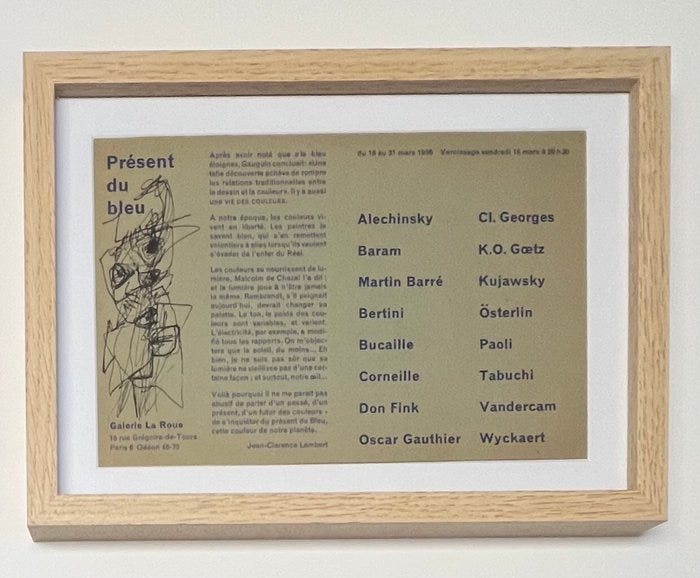 Présent
du
bleu
Après avoir noté que « le bleu
éloigne», Gauguin concluait: «Une
telle découverte achève de rompre
les relations traditionnelles entre
le dessin et la couleur». Il y a aussi
une VIE DES COULEURS.
A notre époque, les couleurs vi-
vent en liberté. Les peintres le
savent bien, qui s'en remettent
volontiers à elles lorsqu'ils veulent
s'évader de l'enfer du Réel.
Les couleurs se nourrissent de lu-
mière, Malcolm de Chazal l'a dit :
et la lumière joue à n'être jamais
la même. Rembrandt, s'il peignait
aujourd'hui, devrait changer sa
palette. Le ton, le poids des cou-
leurs sont variables, et varient.
L'électricité, par exemple, a modi-
fié tous les rapports. On m'objec-
tera que le soleil, du moins... Eh
bien, je ne suis pas sûr que sa
lumière ne vieillisse pas d'une cer-
taine façon ; et surtout, notre œil...
Voilà pourquoi il ne me paraît pas
abusif de parler d'un passé, d'un
présent, d'un futur des couleurs -
de s'inquiéter du présent du Bleu,
cette couleur de notre planète.
Jean-Clarence Lambert
Galerie La Roue
16 rue Grégoire-de-Tours
Paris 6 Odéon
du 16 au 31 mars Vernissage vendredi 16 mars à
Alechinsky
Baram
Martin Barré
Bertini
Bucaille
Corneille
Don Fink
Oscar Gauthier
Cl. Georges
K.O. Gœtz
Kujawsky
Österlin
Paoli
Tabuchi
Vandercam
Wyckaert